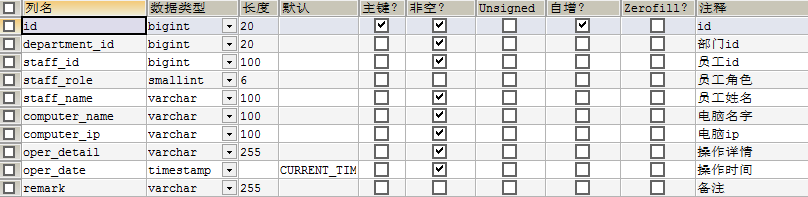 列名 数据类型 长度 默认 主键? 非空? Unsigned 自增? Zerofill? 注释
id bigint 20 id
department_id bigint 20 部门id
staff_id bigint 100 员工id
staff_role smallint 6 员工角色
staff_name varchar 100 员工姓名
computer_name varchar 100 电脑名字
computer_ip varchar 100 电脑ip
oper_detail varchar 255 操作详情
oper_date timestamp CURRENT_TIM 操作时间
remark varchar 255 备注